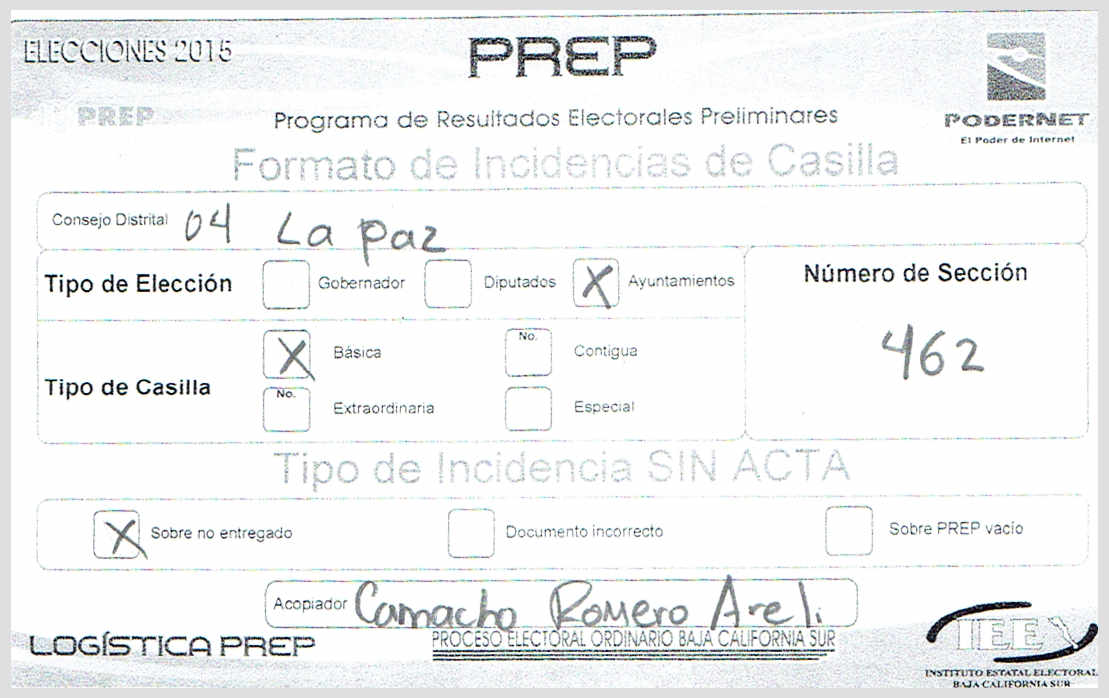 ELECCIONES 2015
PREP
PREP
Programa de Resultados Electorales Preliminares
PODERNET
El Poder de Internet
Formato de Incidencias de Casilla
Consejo Distrital 04 La paz
Tipo de Elección Gobernador Diputados X Ayuntamientos
Número de Sección
462
Tipo de Casilla
X Básica No. Contigua
No. Extraordinaria Especial
Tipo de Incidencia SIN ACTA
X Sobre no entregado Documento incorrecto Sobre PREP vacio
Acopiador Camacho Romero Areli.
LOGÍSTICA PREP
PROCESO ELECTORAL ORDINARIO BAJA CALIFORNIA SUR
IEE
INSTITUTO ESTATAL ELECTORAL
BAJA CALIFORNIA SUR